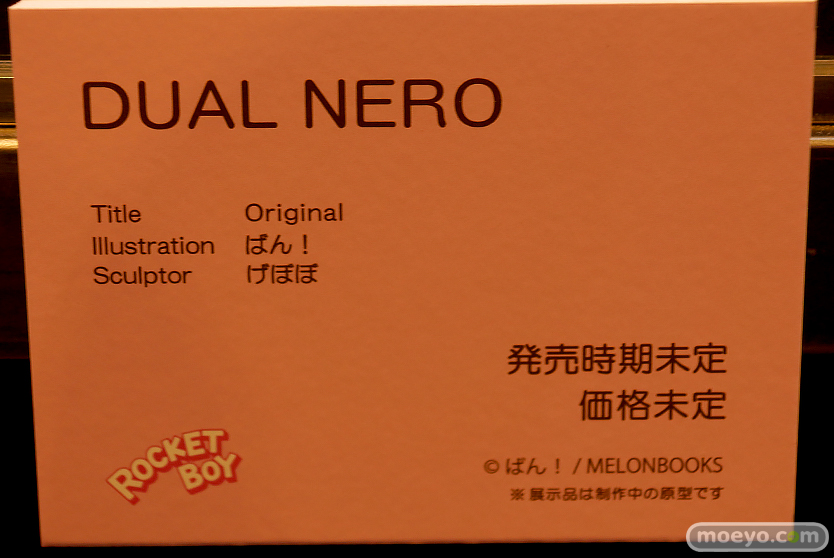 DUAL NERO
Title Original
Illustration ばん！
Sculptor げぼぼ
発売時期未定
価格未定
ROCKET
BOY
© ばん！ / MELONBOOKS
※ 展示品は制作中の原型です
moeyo.com